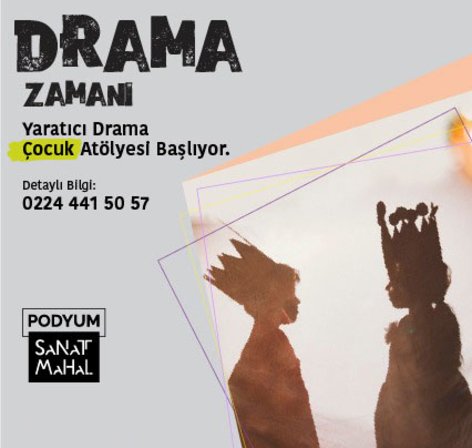 DRAMA
ZAMANI
Yaratıcı Drama
Çocuk Atölyesi Başlıyor.
Detaylı Bilgi:
0224 441 50 57
PODYUM
SaNaT
MaHaL